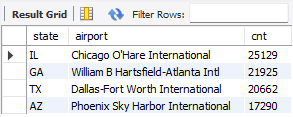 Result Grid Filter Rows:
state airport cnt
IL Chicago O'Hare International 25129
GA William B Hartsfield-Atlanta Intl 21925
TX Dallas-Fort Worth International 20662
AZ Phoenix Sky Harbor International 17290